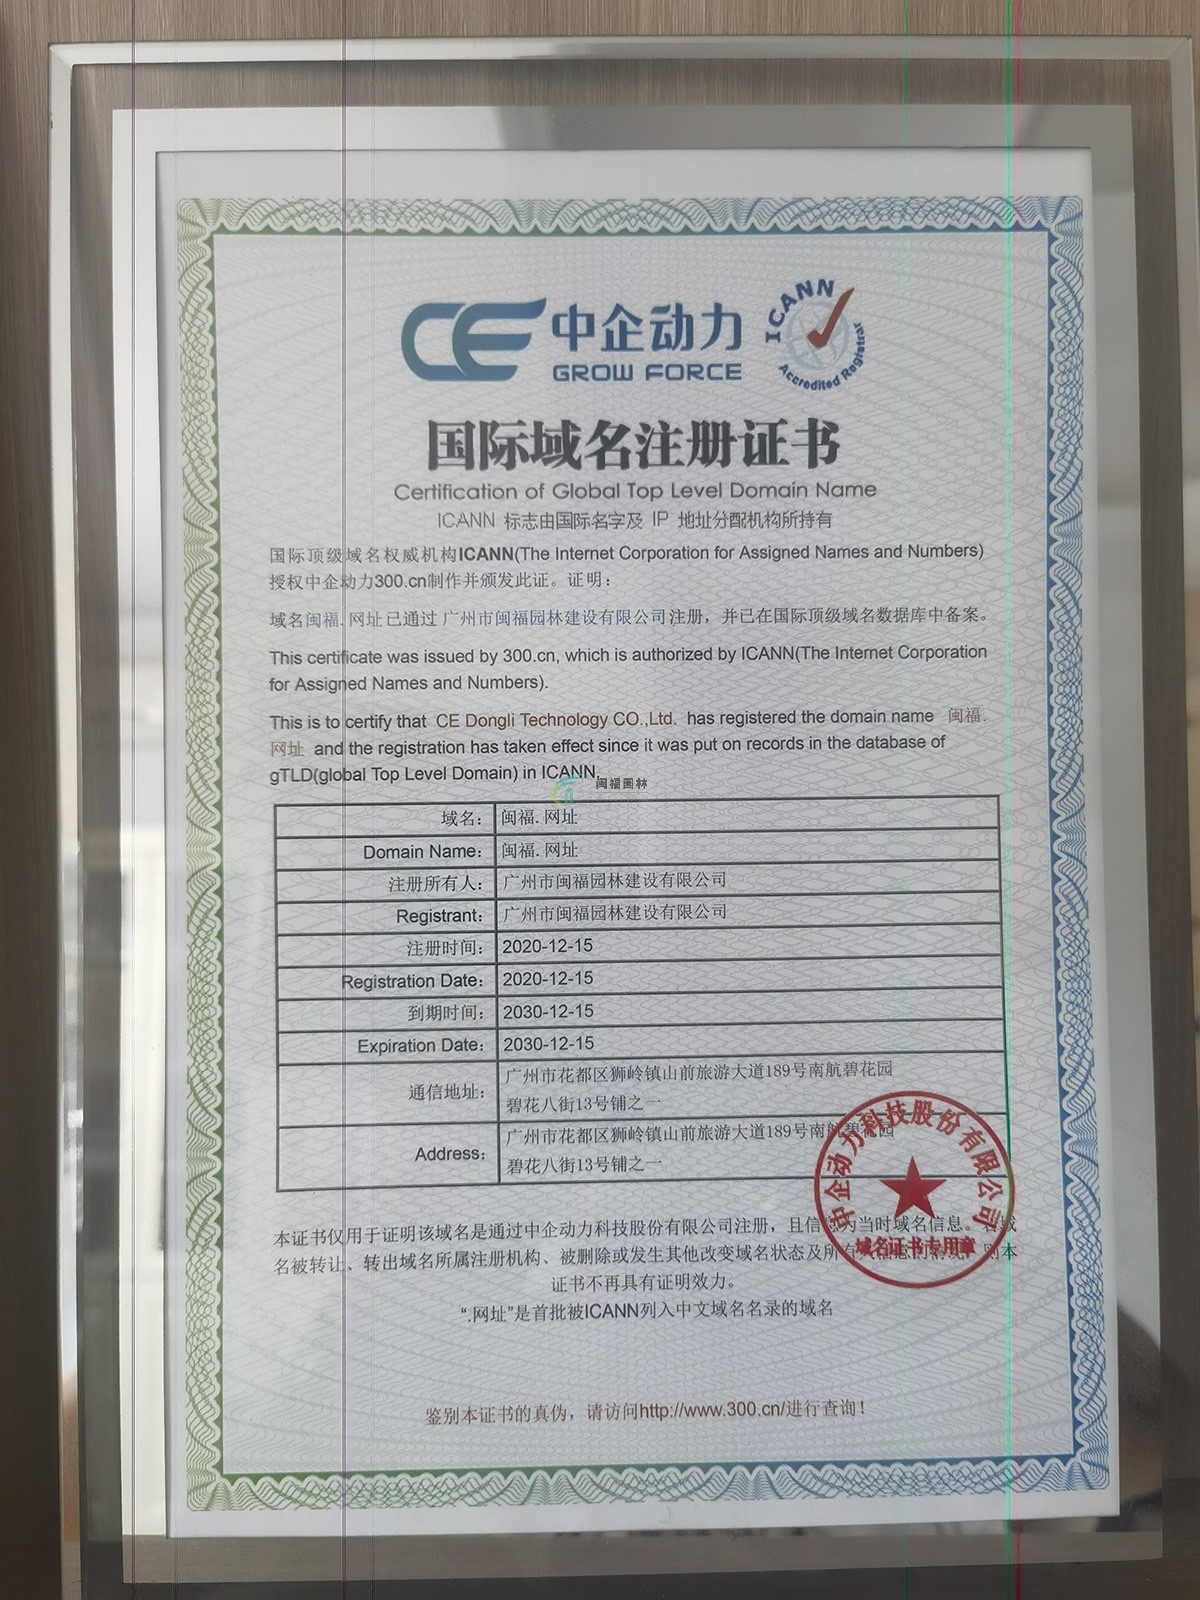 中企动力
GROW FORCE
ICANN
Accredited Registrar
国际域名注册证书
Certification of Global Top Level Domain Name
ICANN 标志由国际名字及 IP 地址分配机构所持有
国际顶级域名权威机构ICANN(The Internet Corporation for Assigned Names and Numbers)
授权中企动力300.cn制作并颁发此证。证明：
域名闽福.网址已通过 广州市闽福园林建设有限公司注册，并已在国际顶级域名数据库中备案。
This certificate was issued by 300.cn, which is authorized by ICANN(The Internet Corporation
for Assigned Names and Numbers).
This is to certify that CE Dongli Technology CO.,Ltd. has registered the domain name 闽福.
网址 and the registration has taken effect since it was put on records in the database of
gTLD(global Top Level Domain) in ICANN.
闽福園林
域名： 闽福.网址
Domain Name： 闽福.网址
注册所有人： 广州市闽福园林建设有限公司
Registrant： 广州市闽福园林建设有限公司
注册时间： 2020-12-15
Registration Date： 2020-12-15
到期时间： 2030-12-15
Expiration Date： 2030-12-15
通信地址： 广州市花都区狮岭镇山前旅游大道189号南航碧花园
碧花八街13号铺之一
Address： 广州市花都区狮岭镇山前旅游大道189号南航碧花园
碧花八街13号铺之一
中企动力科技股份有限公司
域名证书专用章
本证书仅用于证明该域名是通过中企动力科技股份有限公司注册，且信息为当时域名信息。若域
名被转让、转出域名所属注册机构、被删除或发生其他改变域名状态及所有 则本
证书不再具有证明效力。
“.网址”是首批被ICANN列入中文域名名录的域名
鉴别本证书的真伪，请访问http://www.300.cn/进行查询！